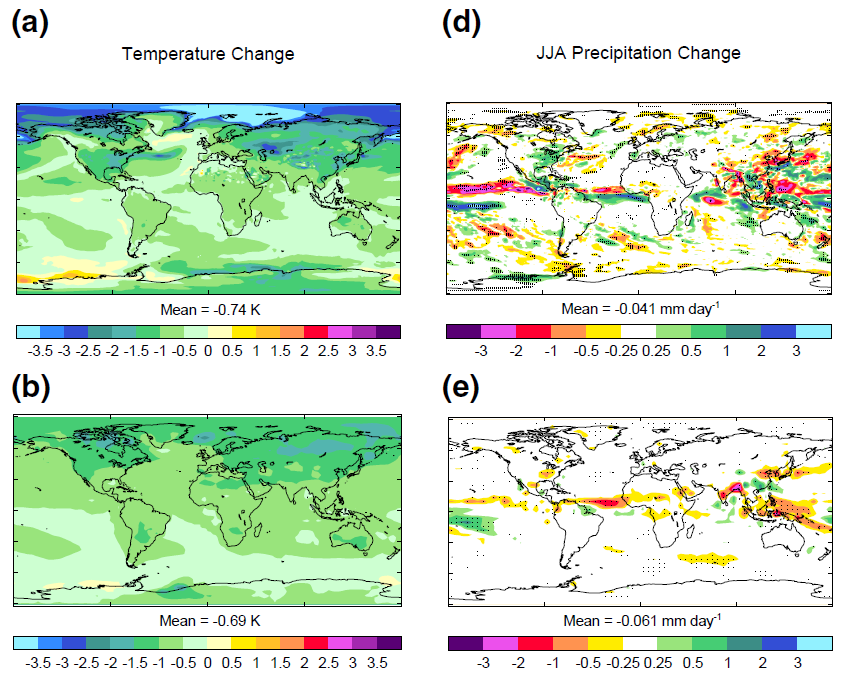 (a)
Temperature Change
Mean = -0.74 K
-3.5 -3 -2.5 -2 -1.5 -1 -0.5 0 0.5 1 1.5 2 2.5 3 3.5
(d)
JJA Precipitation Change
Mean = -0.041 mm day-1
-3 -2 -1 -0.5 -0.25 0.25 0.5 1 2 3
(b)
Mean = -0.69 K
-3.5 -3 -2.5 -2 -1.5 -1 -0.5 0 0.5 1 1.5 2 2.5 3 3.5
(e)
Mean = -0.061 mm day-1
-3 -2 -1 -0.5 -0.25 0.25 0.5 1 2 3